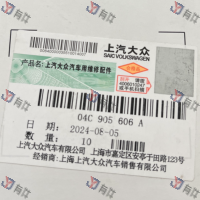 有众
上汽大众
SAIC VOLKSWAGEN
产品名：上汽大众汽车用维修配件
04C 905 606 A
日 期：2024-08-05
数 量：10
上汽大众汽车有限公司 上海市嘉定区安亭于田路123号
经销商：上海上汽大众汽车销售有限公司